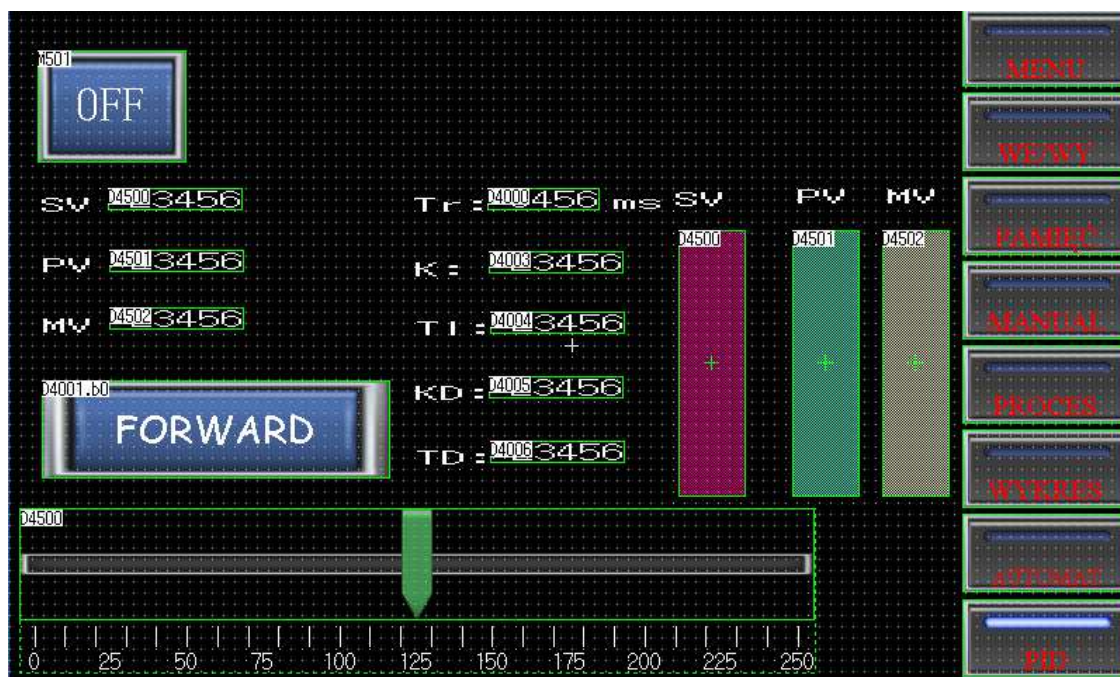 M501
OFF
SV D4500 3456
PV D4501 3456
MV D4502 3456
Tr : D4000 456 ms
K : D4003 3456
TI : D4004 3456
KD : D4005 3456
TD : D4006 3456
SV PV MV
D4500 D4501 D4502
D4001.b0
FORWARD
D4500
0 25 50 75 100 125 150 175 200 225 250
MENU
WE/WY
PAMIĘĆ
MANUAL
PROCES
WYKRES
AUTOMAT
PID